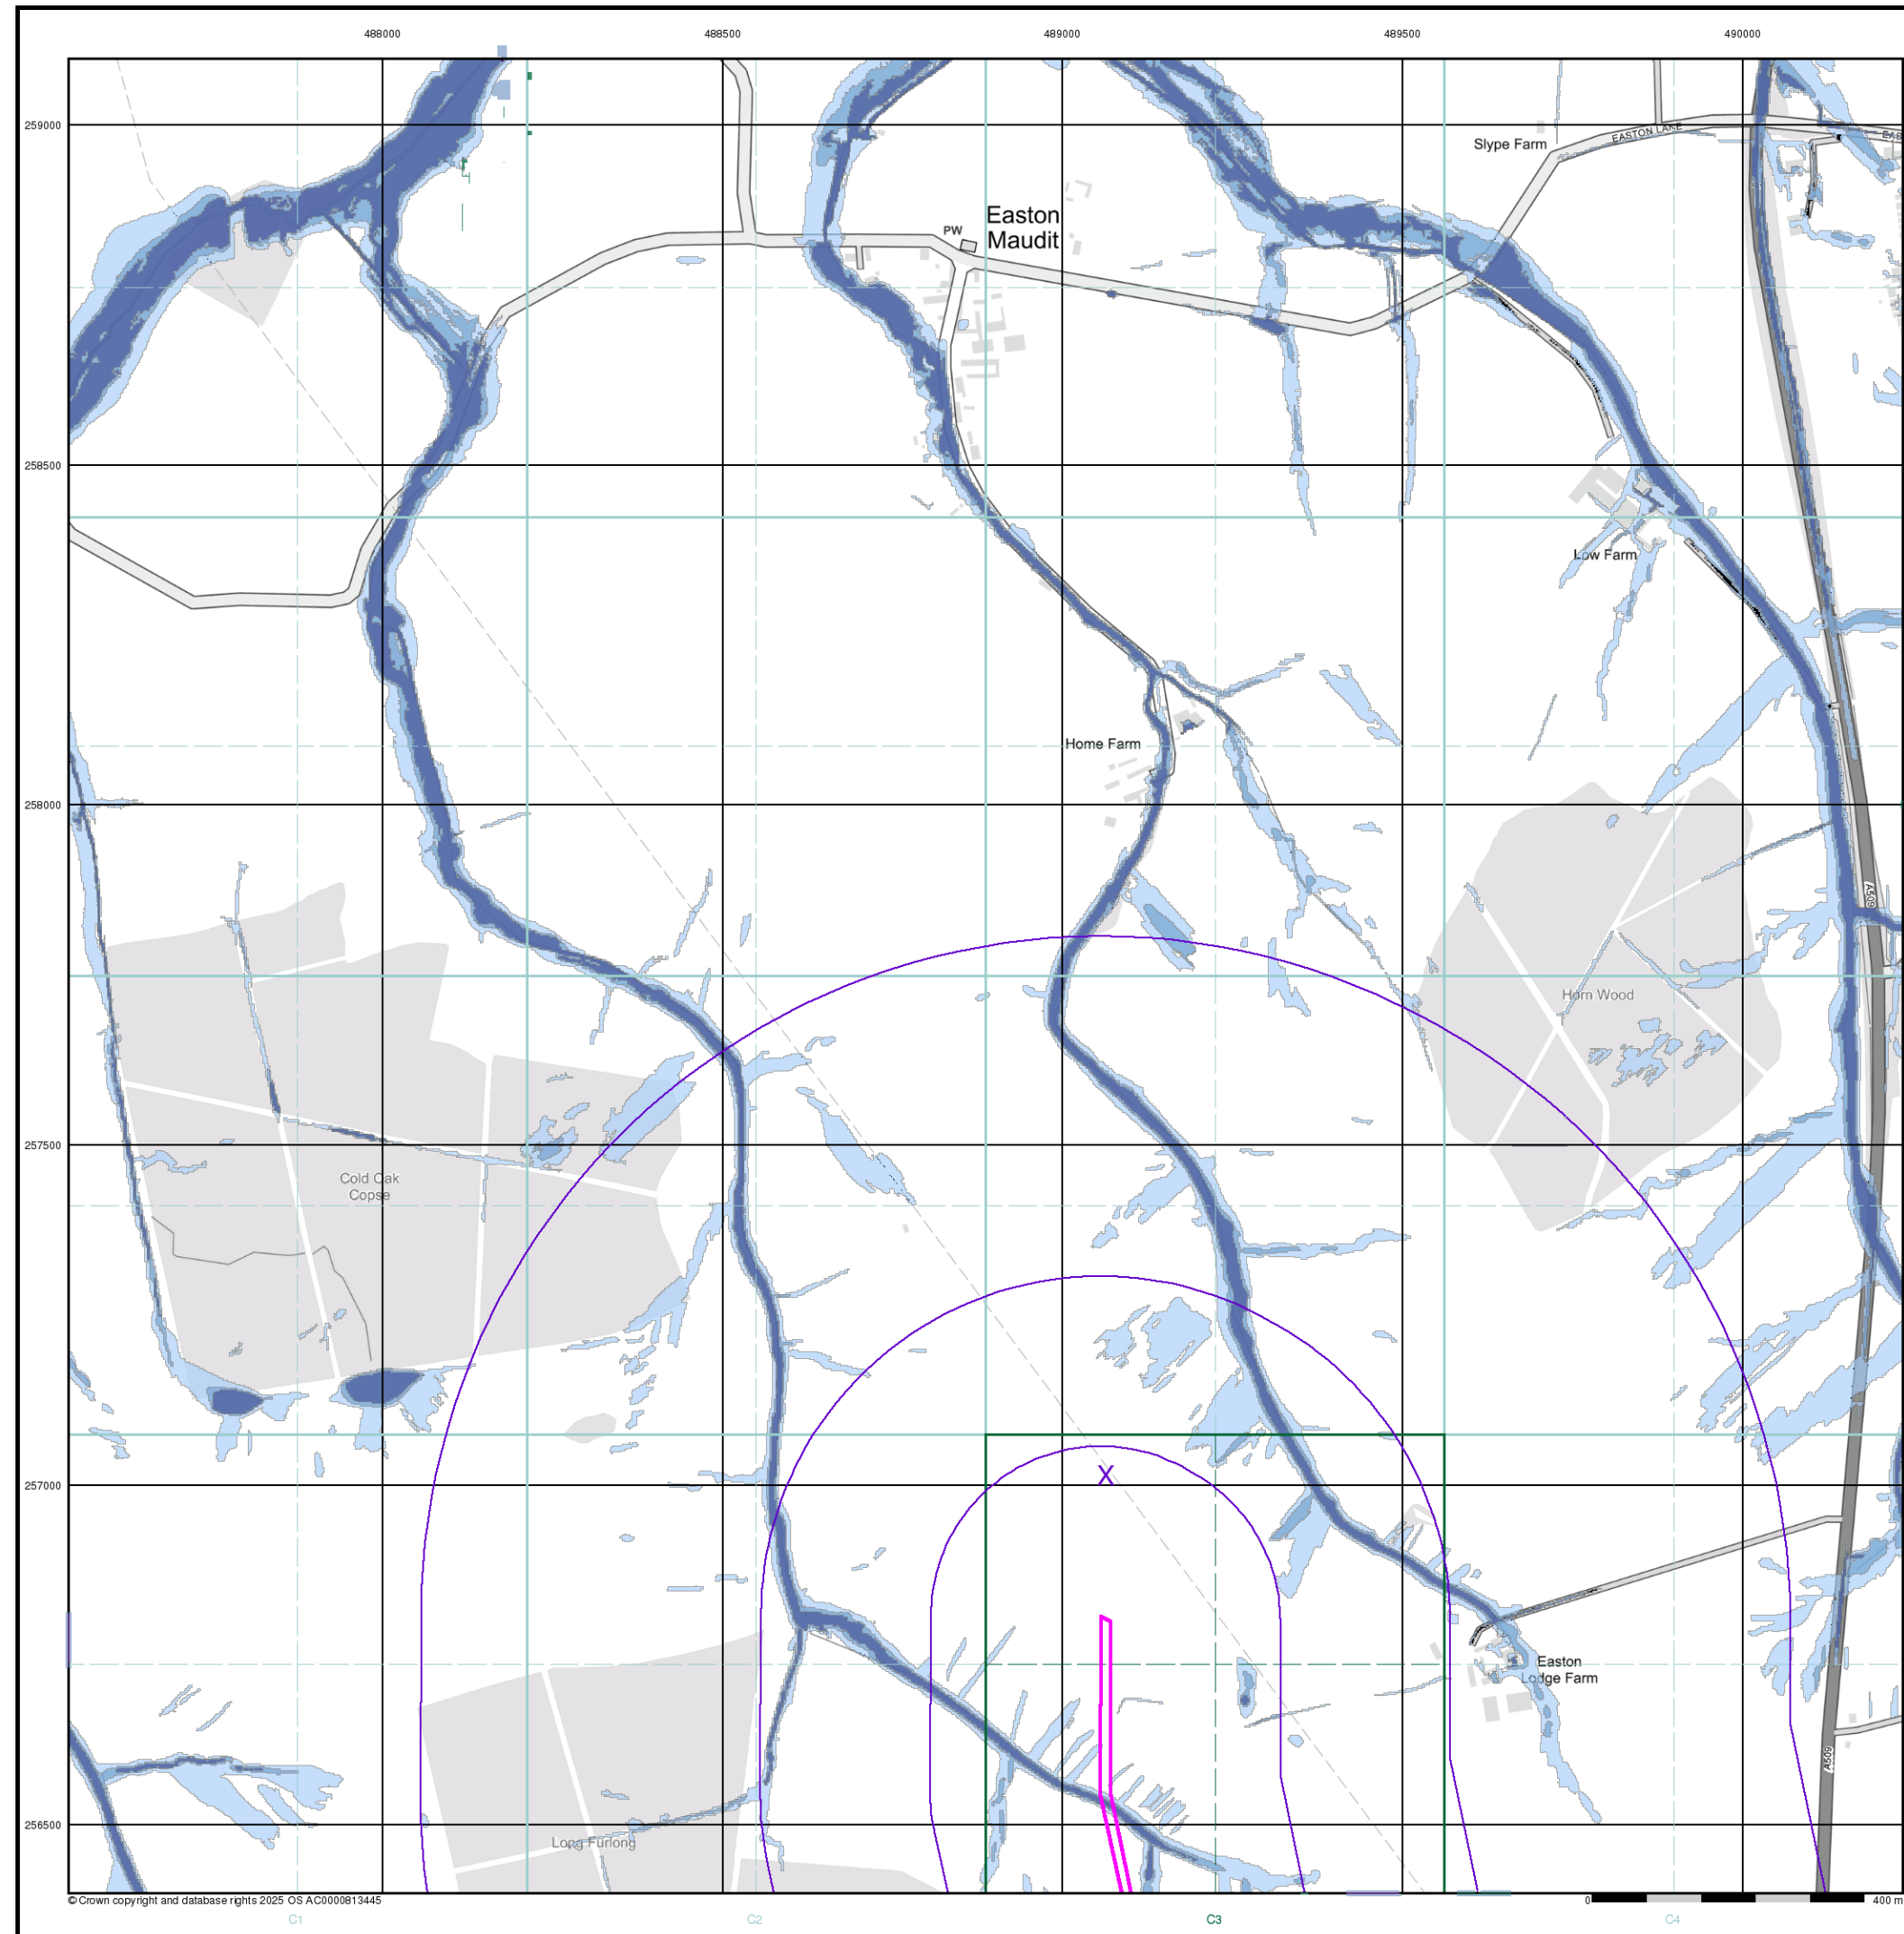 488000
488500
489000
489500
490000
259000
Slype Farm
EASTON LANE
EAS
Easton
Maudit
PW
258500
Low Farm
Home Farm
258000
A509
Horn Wood
257500
Cold Oak
Copse
257000
X
Easton
Lodge Farm
A509
256500
Long Furlong
© Crown copyright and database rights 2025 OS AC0000813445
0
400 m
C1
C2
C3
C4